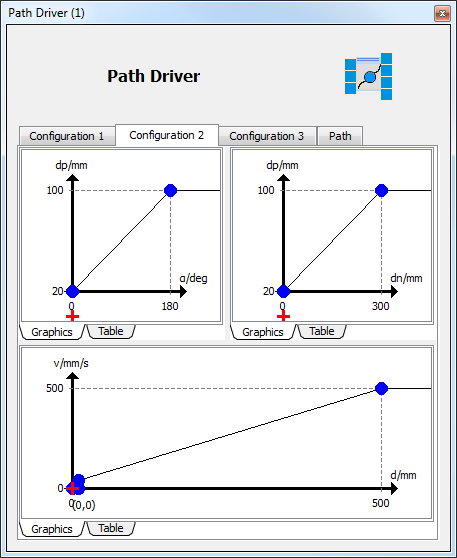 Path Driver (1)
Path Driver
Configuration 1 Configuration 2 Configuration 3 Path
dp/mm
100
20
0
180
α/deg
Graphics Table
dp/mm
100
20
0
300
dn/mm
Graphics Table
v/mm/s
500
0
0
(0,0)
500
d/mm
Graphics Table